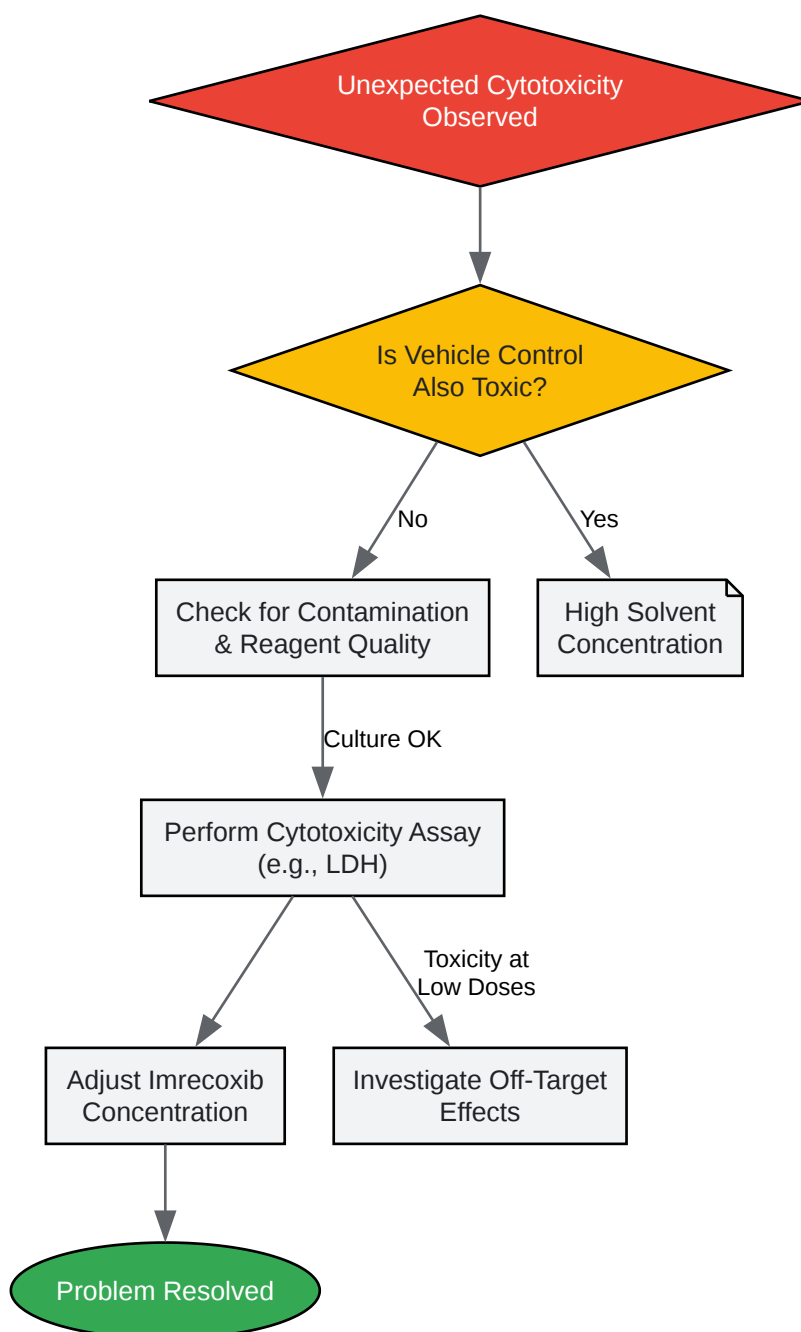 Unexpected Cytotoxicity
Observed
Is Vehicle Control
Also Toxic?
No
Yes
Check for Contamination
& Reagent Quality
High Solvent
Concentration
Culture OK
Perform Cytotoxicity Assay
(e.g., LDH)
Toxicity at
Low Doses
Adjust Imrecoxib
Concentration
Investigate Off-Target
Effects
Problem Resolved